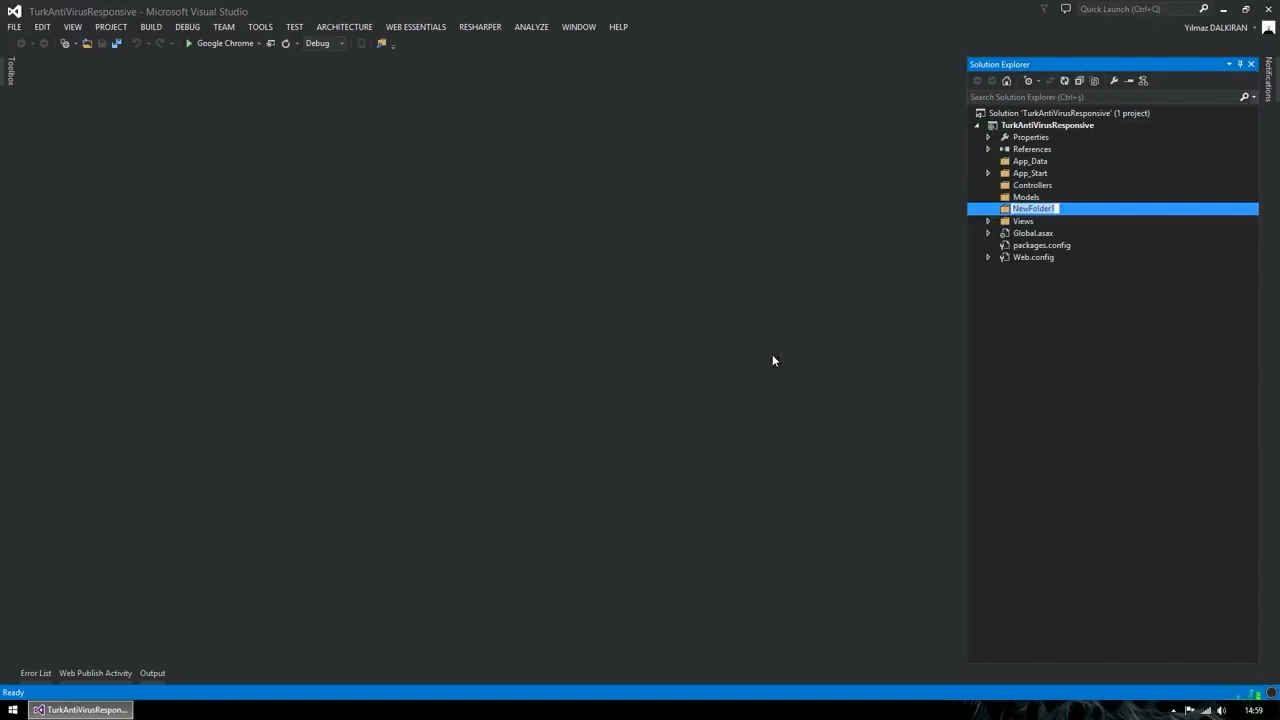 TurkAntiVirusResponsive - Microsoft Visual Studio
Quick Launch (Ctrl+Q)
FILE EDIT VIEW PROJECT BUILD DEBUG TEAM TOOLS TEST ARCHITECTURE WEB ESSENTIALS RESHARPER ANALYZE WINDOW HELP
Yılmaz DALKIRAN
Google Chrome Debug
Toolbox
Solution Explorer
Notifications
Search Solution Explorer (Ctrl+ş)
Solution 'TurkAntiVirusResponsive' (1 project)
TurkAntiVirusResponsive
Properties
References
App_Data
App_Start
Controllers
Models
NewFolder1
Views
Global.asax
packages.config
Web.config
Error List Web Publish Activity Output
Ready
TurkAntiVirusRespon...
14:59